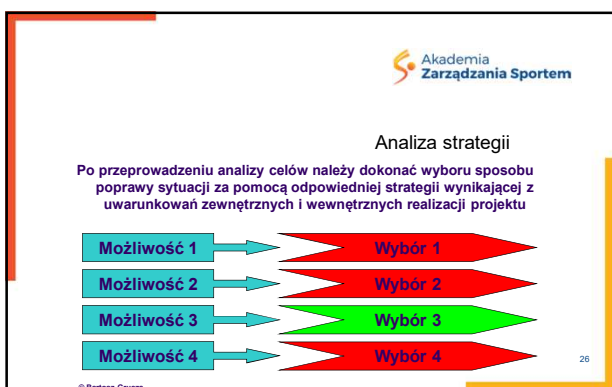 Akademia
Zarządzania Sportem
Analiza strategii
Po przeprowadzeniu analizy celów należy dokonać wyboru sposobu
poprawy sytuacji za pomocą odpowiedniej strategii wynikającej z
uwarunkowań zewnętrznych i wewnętrznych realizacji projektu
Możliwość 1 Wybór 1
Możliwość 2 Wybór 2
Możliwość 3 Wybór 3
Możliwość 4 Wybór 4
26